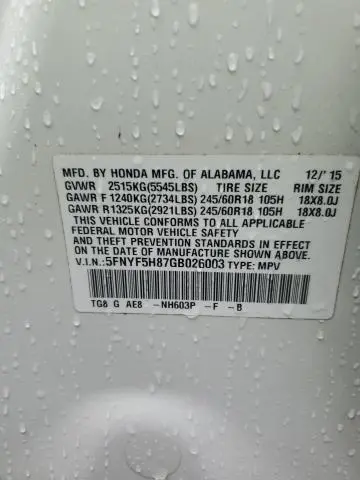 MFD. BY HONDA MFG. OF ALABAMA, LLC 12/'15
GVWR 2515KG(5545LBS) TIRE SIZE RIM SIZE
GAWR F 1240KG(2734LBS) 245/60R18 105H 18X8.0J
GAWR R1325KG(2921LBS) 245/60R18 105H 18X8.0J
THIS VEHICLE CONFORMS TO ALL APPLICABLE
FEDERAL MOTOR VEHICLE SAFETY AND
THEFT PREVENTION STANDARDS IN EFFECT
ON THE DATE OF MANUFACTURE SHOWN ABOVE.
V.I.N.:5FNYF5H87GB026003 TYPE: MPV
TG8 G AE8 -NH603P -F -B